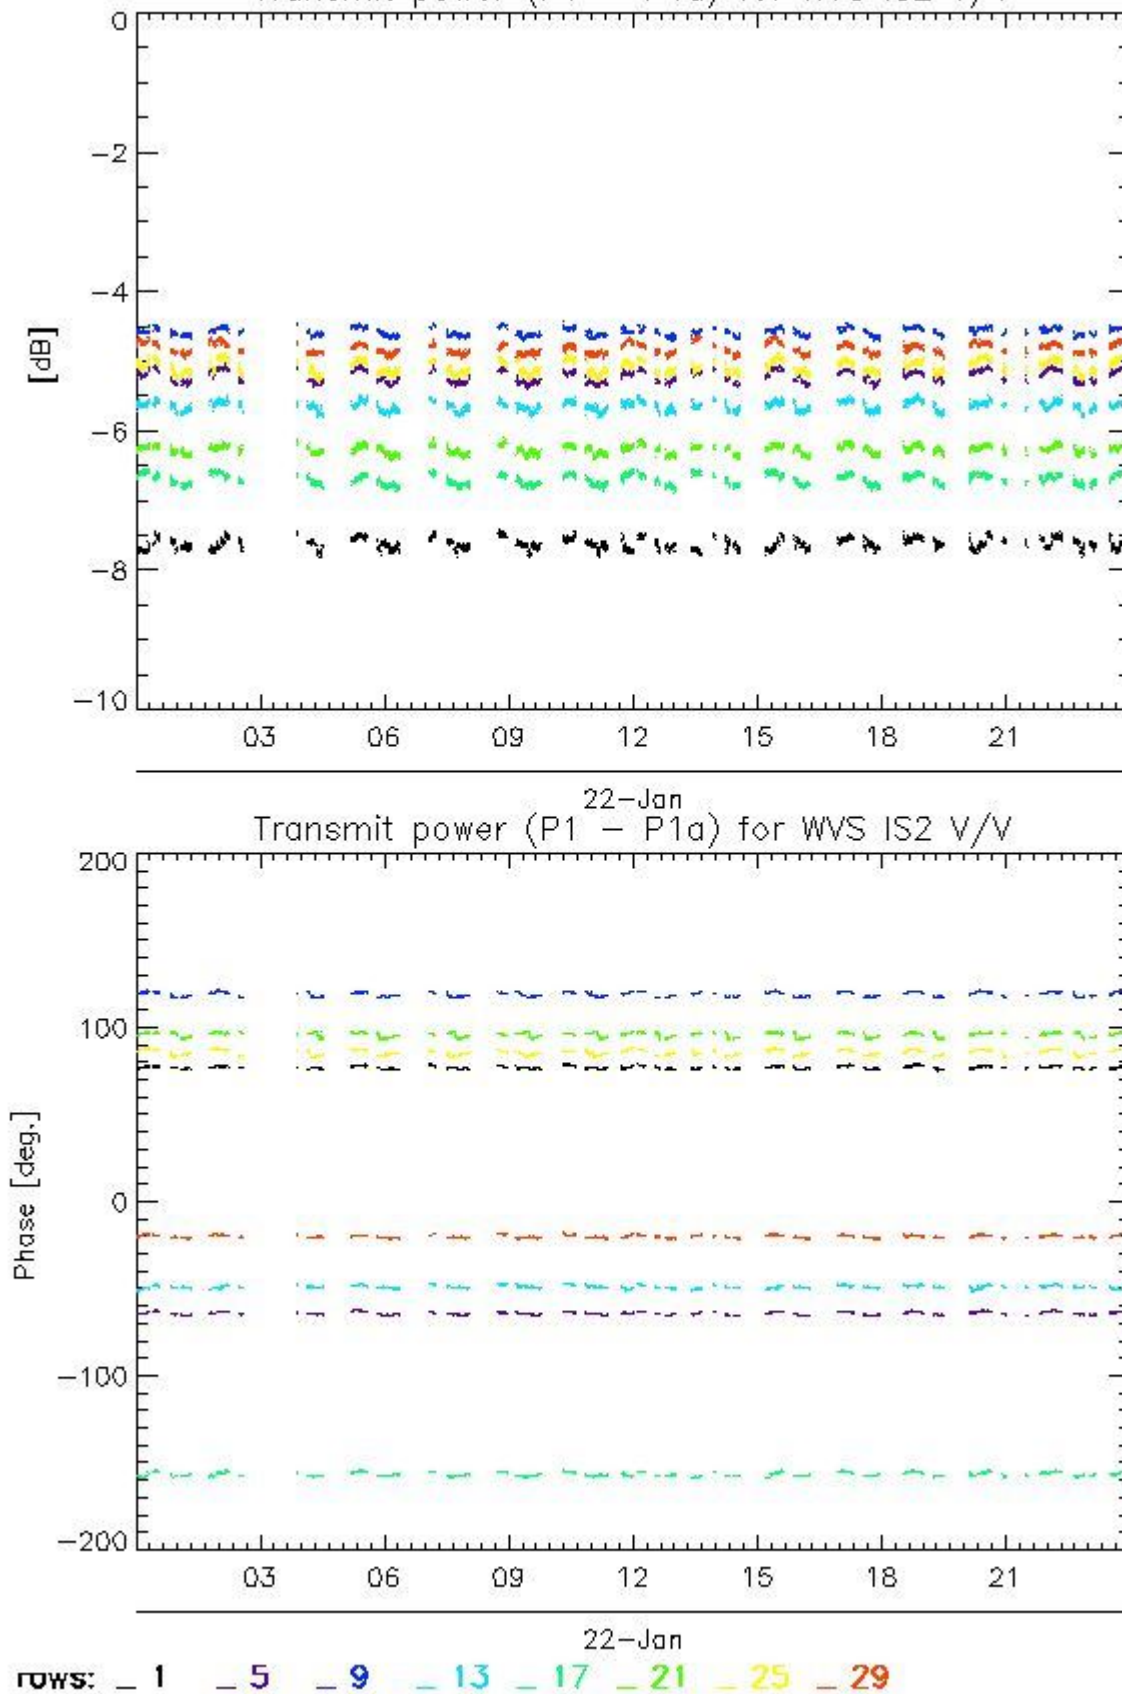 0
-2
-4
[dB]
-6
-8
-10
03 06 09 12 15 18 21
22-Jan
Transmit power (P1 - P1a) for WVS IS2 V/V
200
100
0
Phase [deg.]
-100
-200
03 06 09 12 15 18 21
22-Jan
rows: _ 1 _ 5 _ 9 _ 13 _ 17 _ 21 _ 25 _ 29